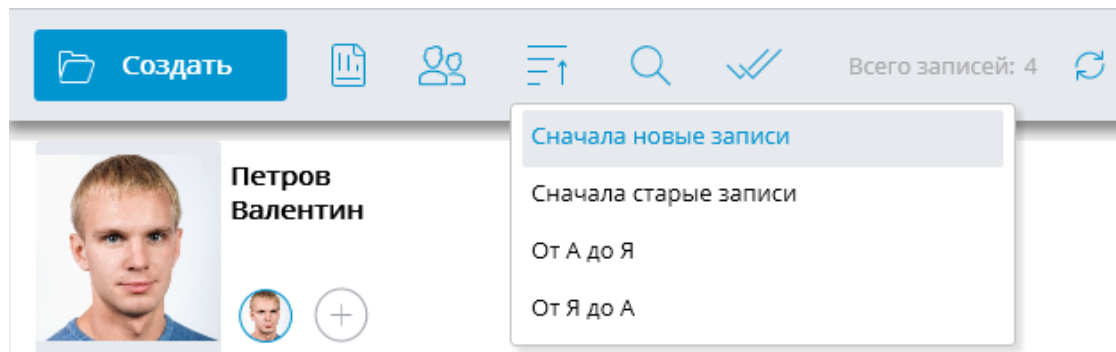 Создать
Всего записей: 4
Сначала новые записи
Сначала старые записи
От А до Я
От Я до А
Петров
Валентин